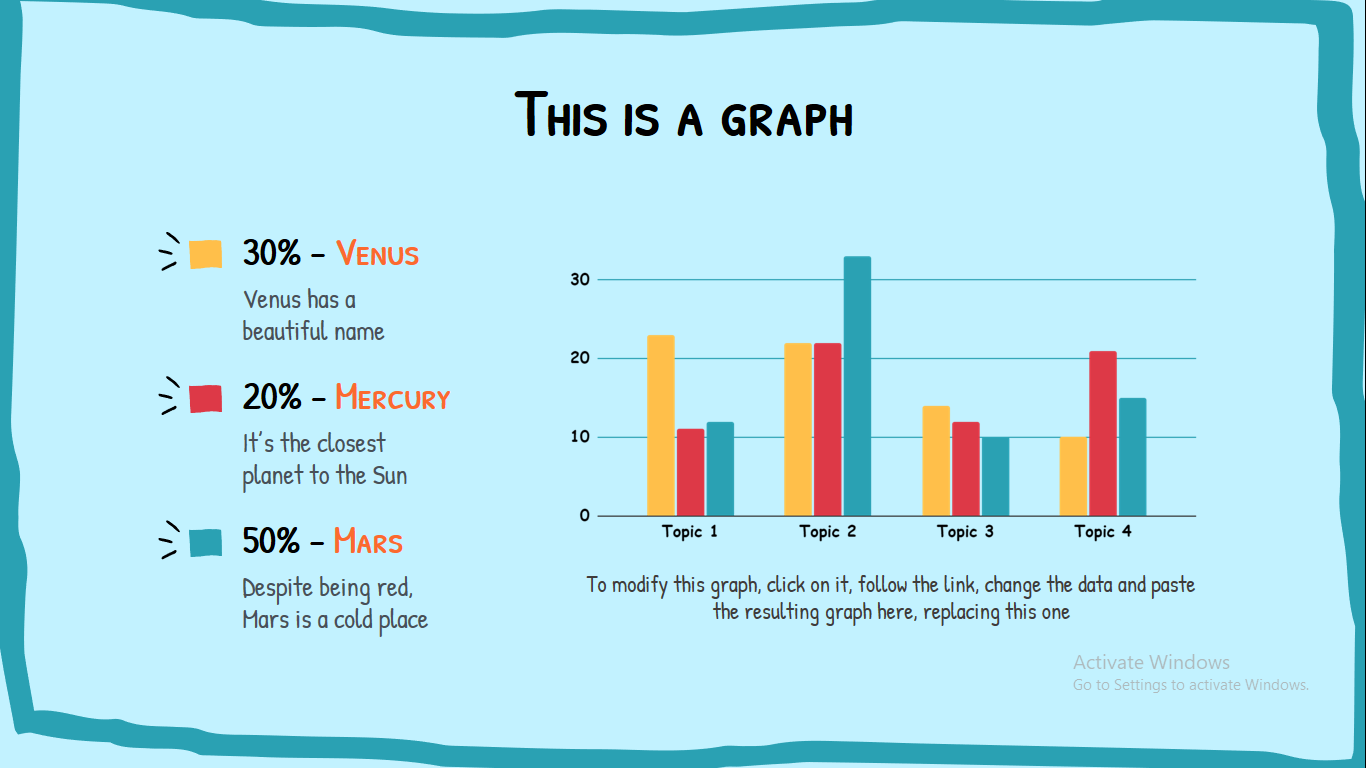 This is a graph
30% – Venus
Venus has a
beautiful name
20% – Mercury
It's the closest
planet to the Sun
50% – Mars
Despite being red,
Mars is a cold place
30
20
10
0
Topic 1
Topic 2
Topic 3
Topic 4
To modify this graph, click on it, follow the link, change the data and paste
the resulting graph here, replacing this one
Activate Windows
Go to Settings to activate Windows.